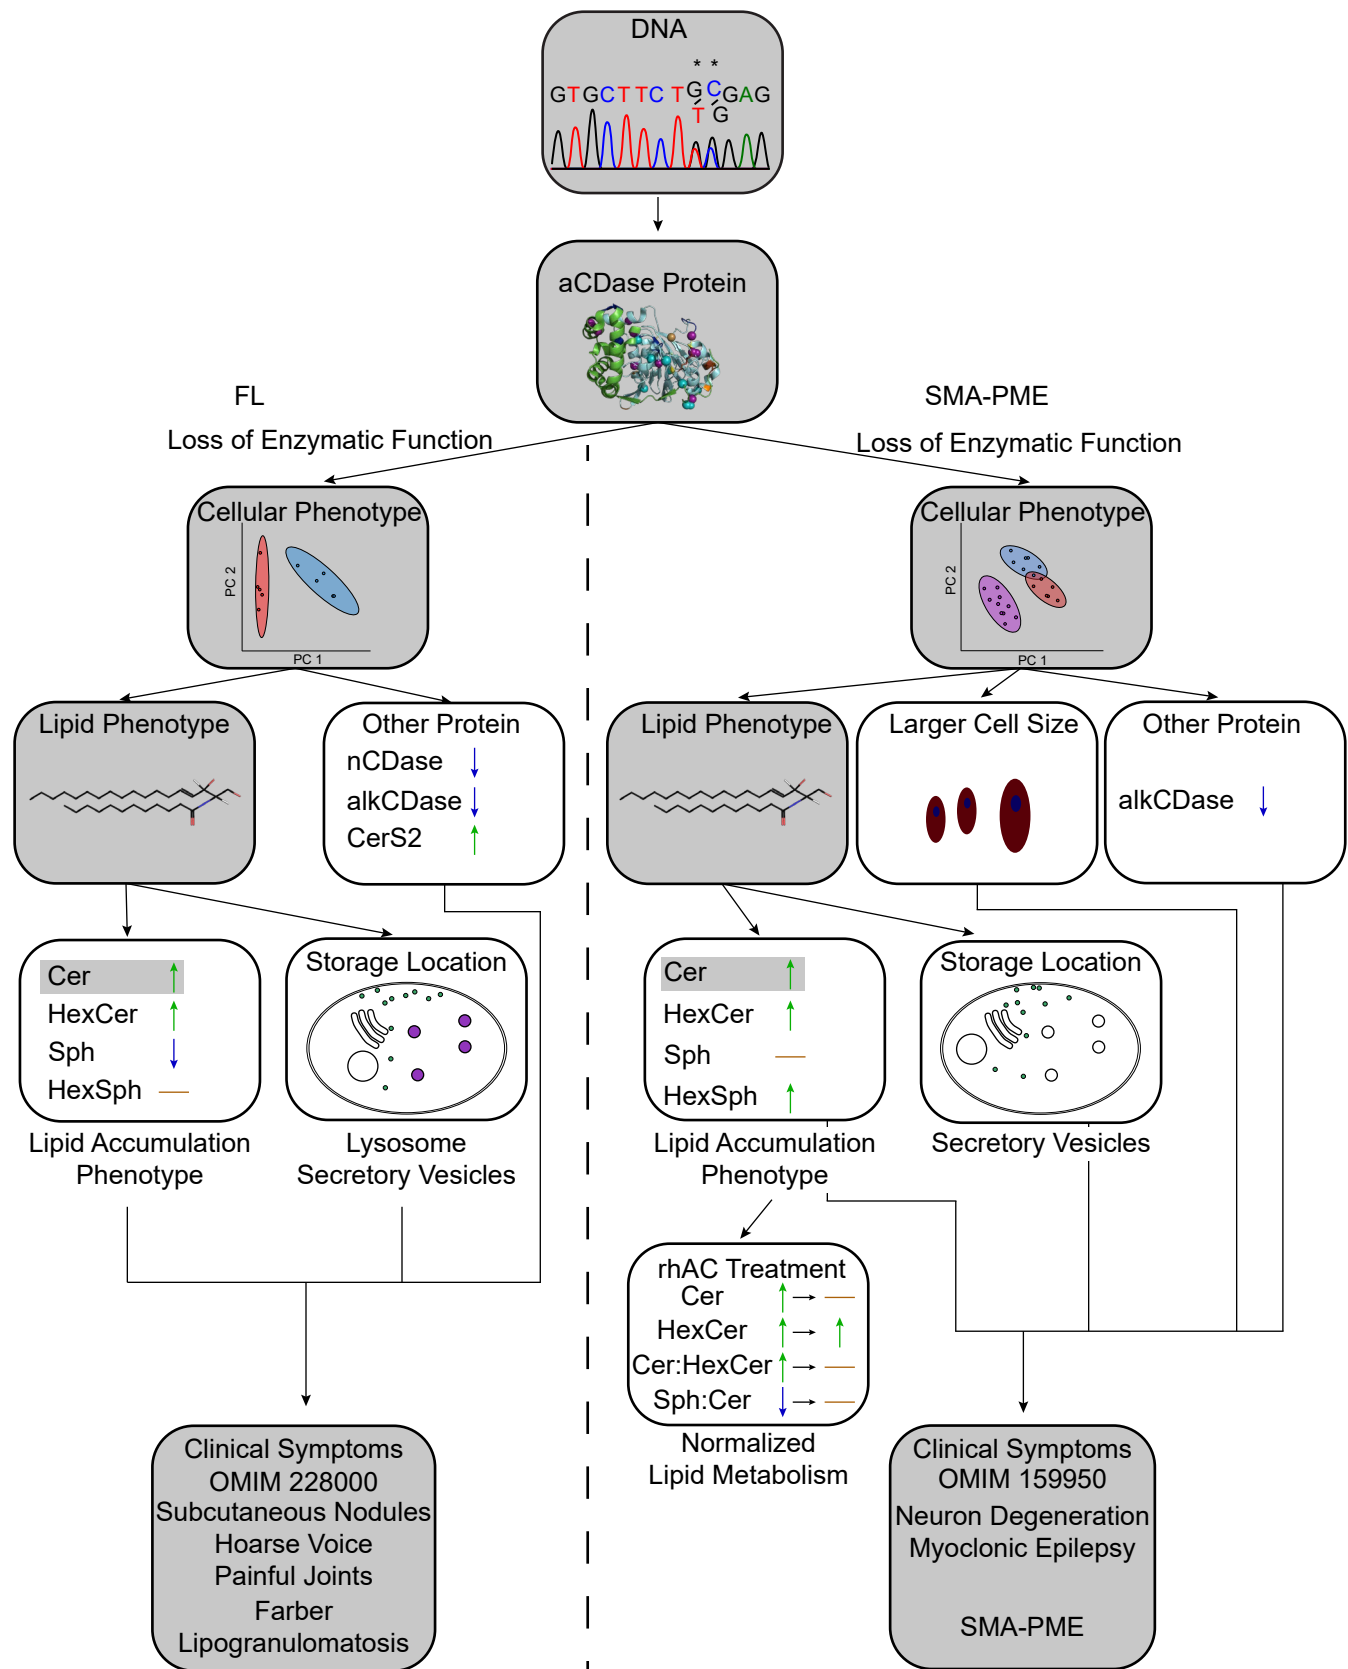 DNA
* *
GTGCTTCTGCGAG
TG
aCDase Protein
FL
Loss of Enzymatic Function
SMA-PME
Loss of Enzymatic Function
Cellular Phenotype
PC 2
PC 1
Cellular Phenotype
PC 2
PC 1
Lipid Phenotype
Other Protein
nCDase
alkCDase
CerS2
Lipid Phenotype
Larger Cell Size
Other Protein
alkCDase
Cer
HexCer
Sph
HexSph
Lipid Accumulation
Phenotype
Storage Location
Lysosome
Secretory Vesicles
Cer
HexCer
Sph
HexSph
Lipid Accumulation
Phenotype
Storage Location
Secretory Vesicles
rhAC Treatment
Cer
HexCer
Cer:HexCer
Sph:Cer
Normalized
Lipid Metabolism
Clinical Symptoms
OMIM 228000
Subcutaneous Nodules
Hoarse Voice
Painful Joints
Farber
Lipogranulomatosis
Clinical Symptoms
OMIM 159950
Neuron Degeneration
Myoclonic Epilepsy
SMA-PME